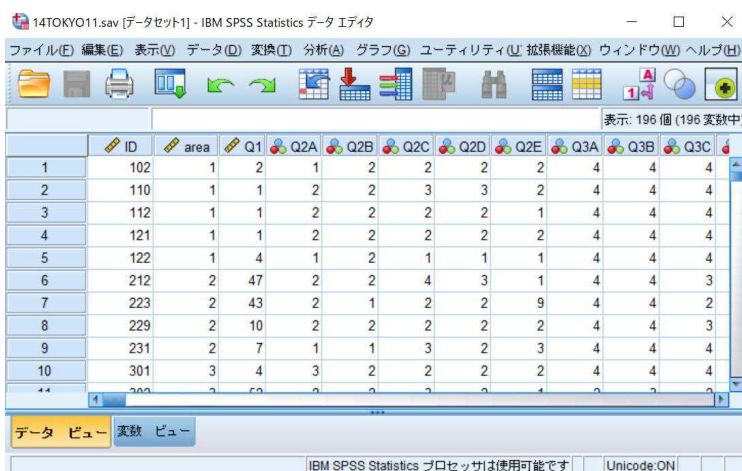 14TOKYO11.sav [データセット1] - IBM SPSS Statistics データ エディタ
ファイル(F) 編集(E) 表示(V) データ(D) 変換(T) 分析(A) グラフ(G) ユーティリティ(U 拡張機能(X) ウィンドウ(W) ヘルプ(H)
表示: 196 個 (196 変数中
ID area Q1 Q2A Q2B Q2C Q2D Q2E Q3A Q3B Q3C
1 102 1 2 1 2 2 2 2 4 4 4
2 110 1 1 2 2 3 3 2 4 4 4
3 112 1 1 2 2 2 2 1 4 4 4
4 121 1 1 2 2 2 2 2 4 4 4
5 122 1 4 1 2 1 1 1 4 4 4
6 212 2 47 2 2 4 3 1 4 4 3
7 223 2 43 2 1 2 2 9 4 4 2
8 229 2 10 2 2 2 2 2 4 4 3
9 231 2 7 1 1 3 2 3 4 4 4
10 301 3 4 3 2 2 2 2 4 4 4
データ ビュー 変数 ビュー
IBM SPSS Statistics プロセッサは使用可能です Unicode:ON